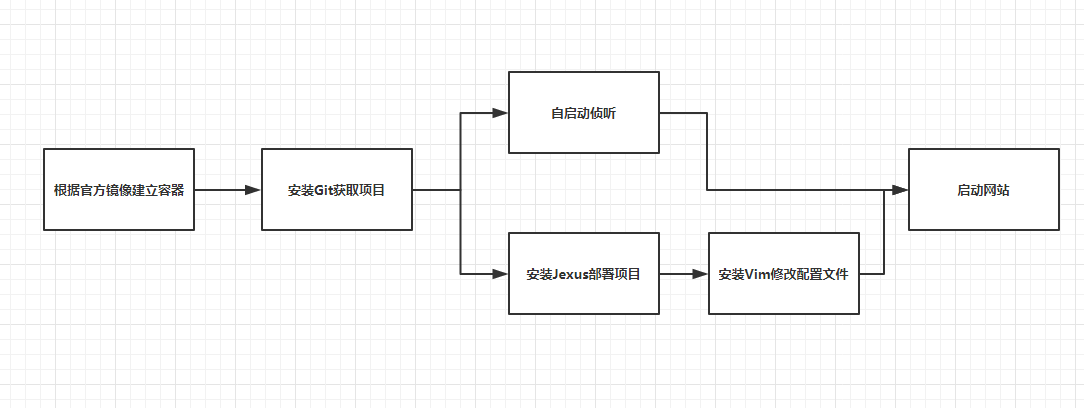 根据官方镜像建立容器
安装Git获取项目
自启动侦听
安装Jexus部署项目
安装Vim修改配置文件
启动网站